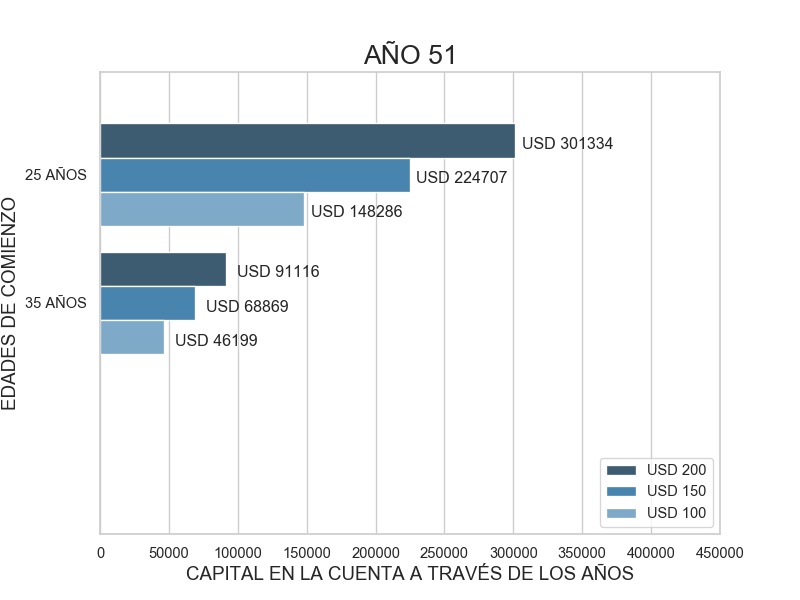 AÑO 51
EDADES DE COMIENZO
25 AÑOS
USD 301334
USD 224707
USD 148286
35 AÑOS
USD 91116
USD 68869
USD 46199
USD 200
USD 150
USD 100
0 50000 100000 150000 200000 250000 300000 350000 400000 450000
CAPITAL EN LA CUENTA A TRAVÉS DE LOS AÑOS